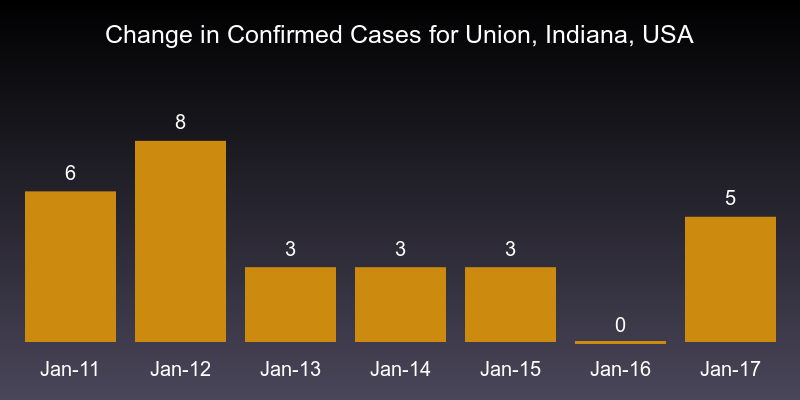 Change in Confirmed Cases for Union, Indiana, USA
6
8
3
3
3
0
5
Jan-11
Jan-12
Jan-13
Jan-14
Jan-15
Jan-16
Jan-17